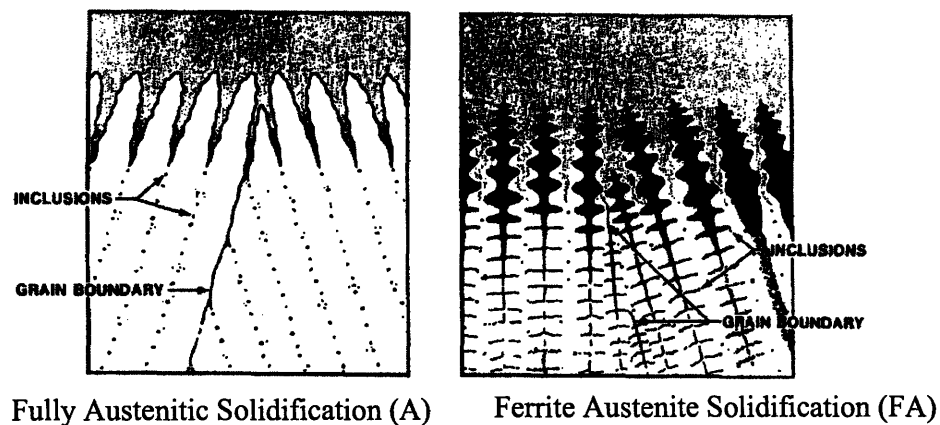 INCLUSIONS
GRAIN BOUNDARY
INCLUSIONS
GRAIN BOUNDARY
Fully Austenitic Solidification (A)
Ferrite Austenite Solidification (FA)